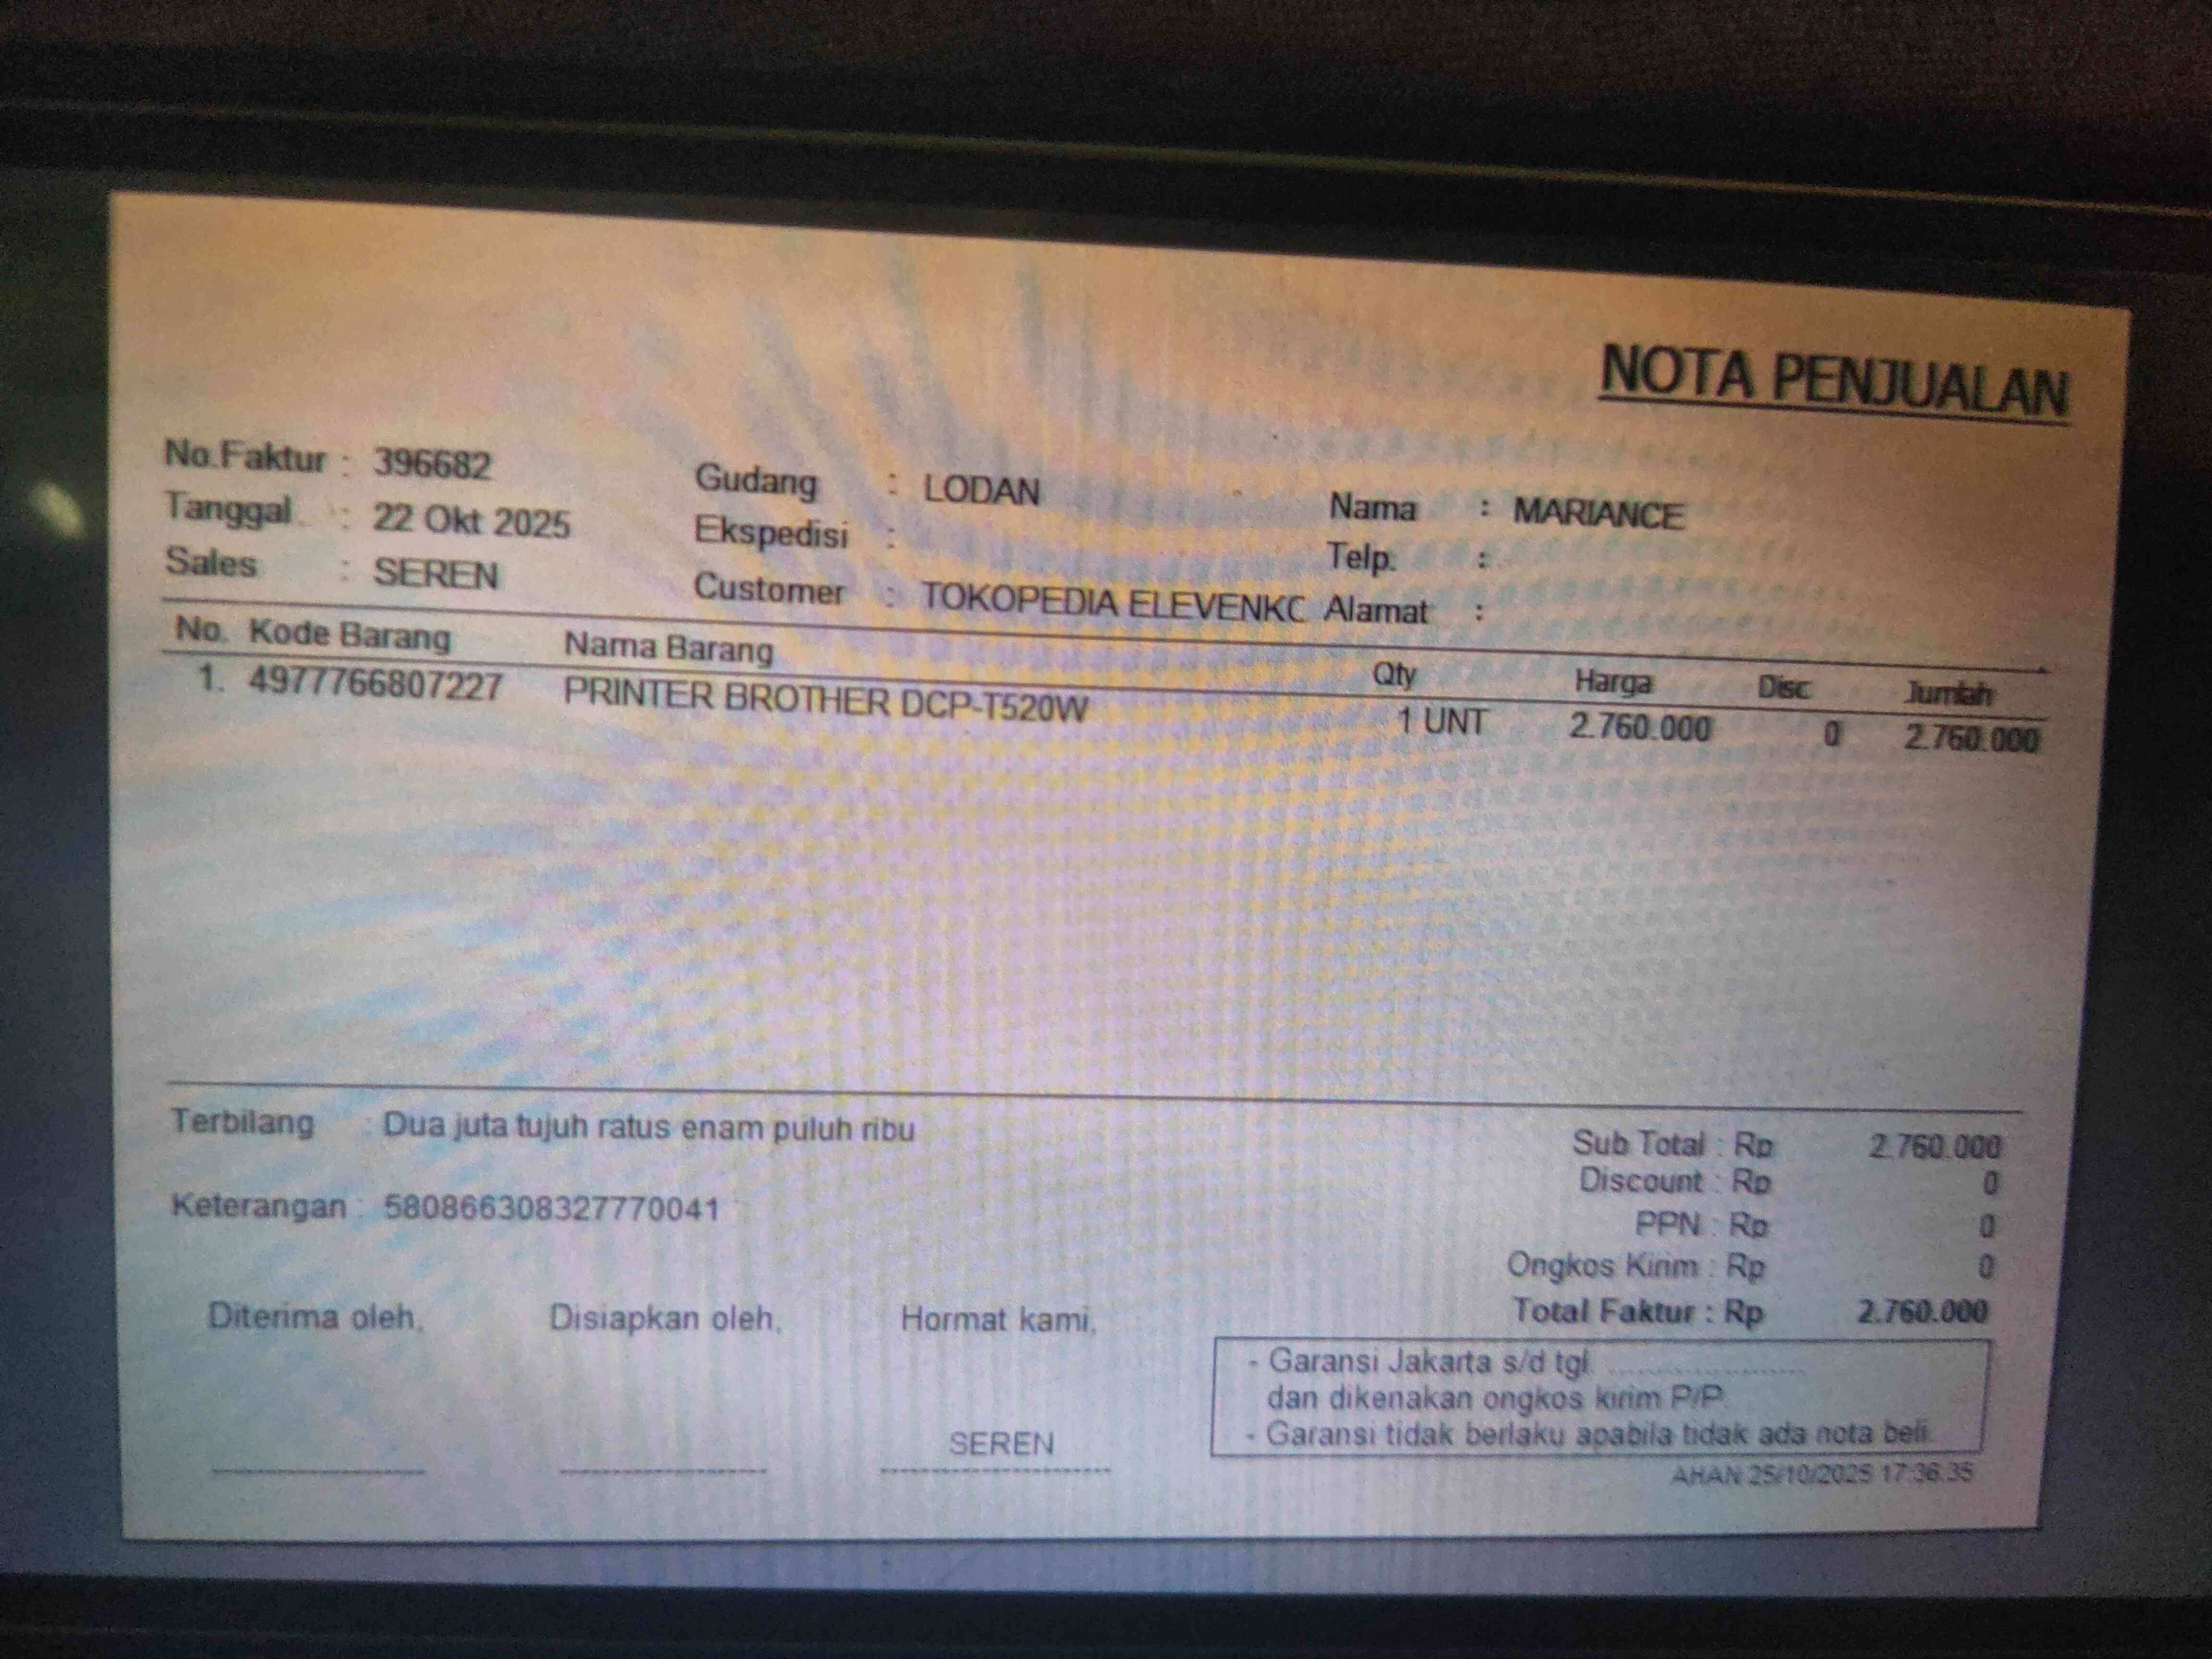 NOTA PENJUALAN
No.Faktur : 396682 Gudang : LODAN Nama : MARIANCE
Tanggal : 22 Okt 2025 Ekspedisi : Telp. :
Sales : SEREN Customer : TOKOPEDIA ELEVENKC Alamat :
No. Kode Barang Nama Barang Qty Harga Disc Jumlah
1. 4977766807227 PRINTER BROTHER DCP-T520W 1 UNT 2.760.000 0 2.760.000
Terbilang : Dua juta tujuh ratus enam puluh ribu
Sub Total : Rp 2.760.000
Discount : Rp 0
Keterangan : 580866308327770041
PPN : Rp 0
Ongkos Kirim : Rp 0
Total Faktur : Rp 2.760.000
Diterima oleh, Disiapkan oleh, Hormat kami,
- Garansi Jakarta s/d tgl. ........................
dan dikenakan ongkos kirim P/P.
- Garansi tidak berlaku apabila tidak ada nota beli.
SEREN
AHAN 25/10/2025 17:36:35